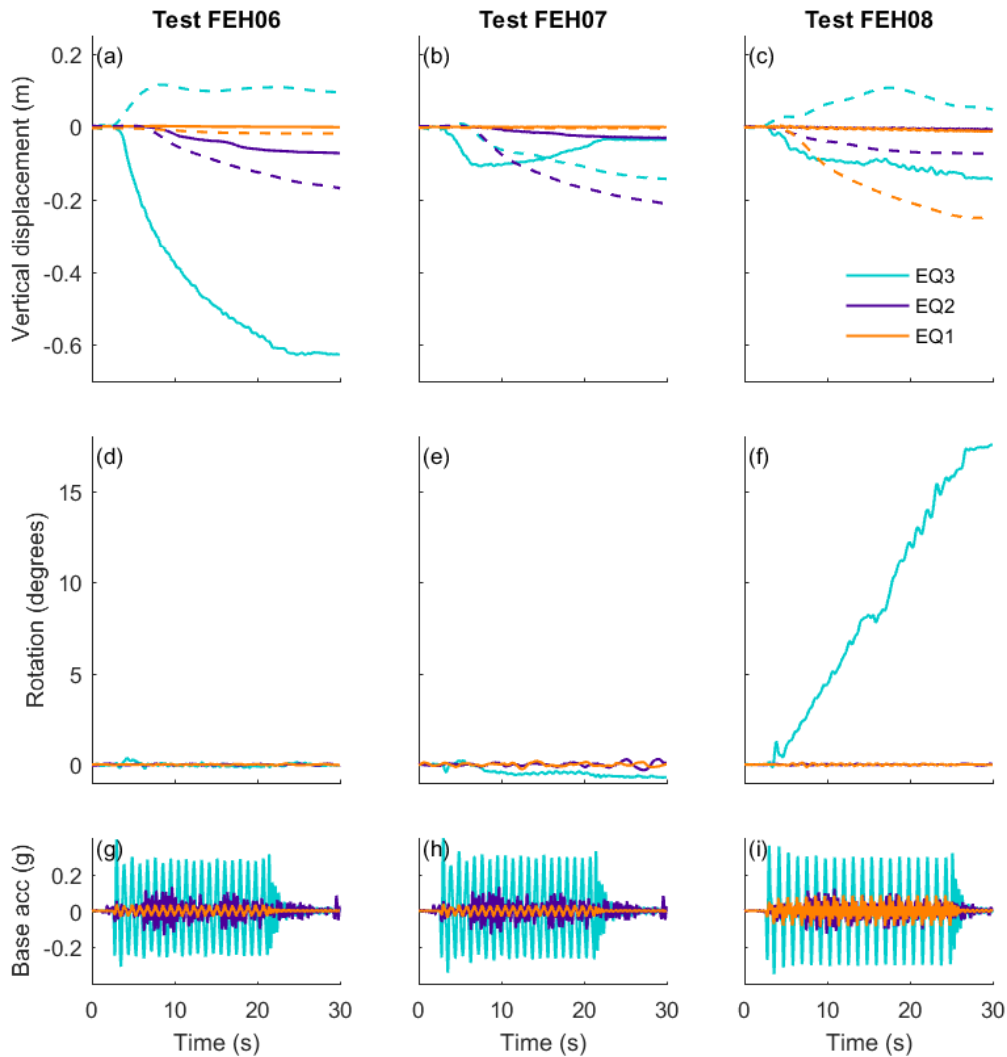 Test FEH06 Test FEH07 Test FEH08
(a) (b) (c)
Vertical displacement (m)
0.2
0
-0.2
-0.4
-0.6
EQ3
EQ2
EQ1
(d) (e) (f)
Rotation (degrees)
15
10
5
0
(g) (h) (i)
Base acc (g)
0.2
0
-0.2
0 10 20 30 0 10 20 30 0 10 20 30
Time (s) Time (s) Time (s)